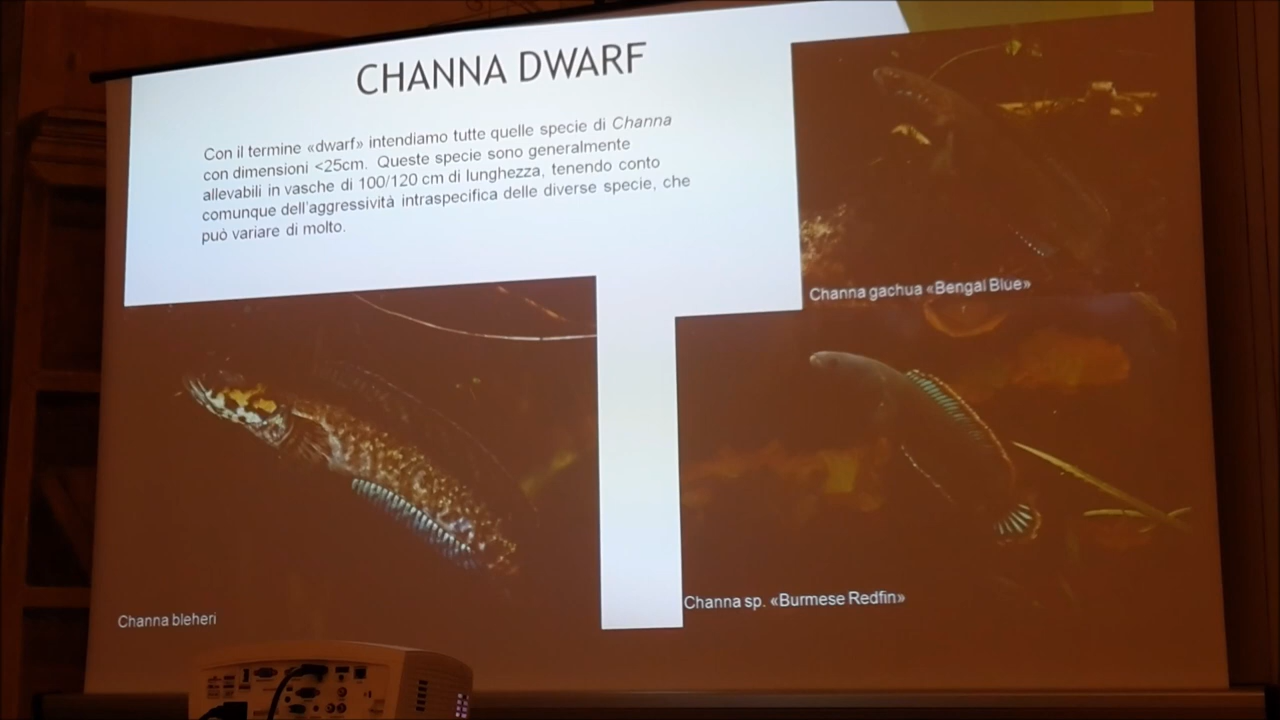 CHANNA DWARF
Con il termine «dwarf» intendiamo tutte quelle specie di Channa
con dimensioni <25cm. Queste specie sono generalmente
allevabili in vasche di 100/120 cm di lunghezza, tenendo conto
comunque dell'aggressività intraspecifica delle diverse specie, che
può variare di molto.
Channa gachua «Bengal Blue»
Channa sp. «Burmese Redfin»
Channa bleheri